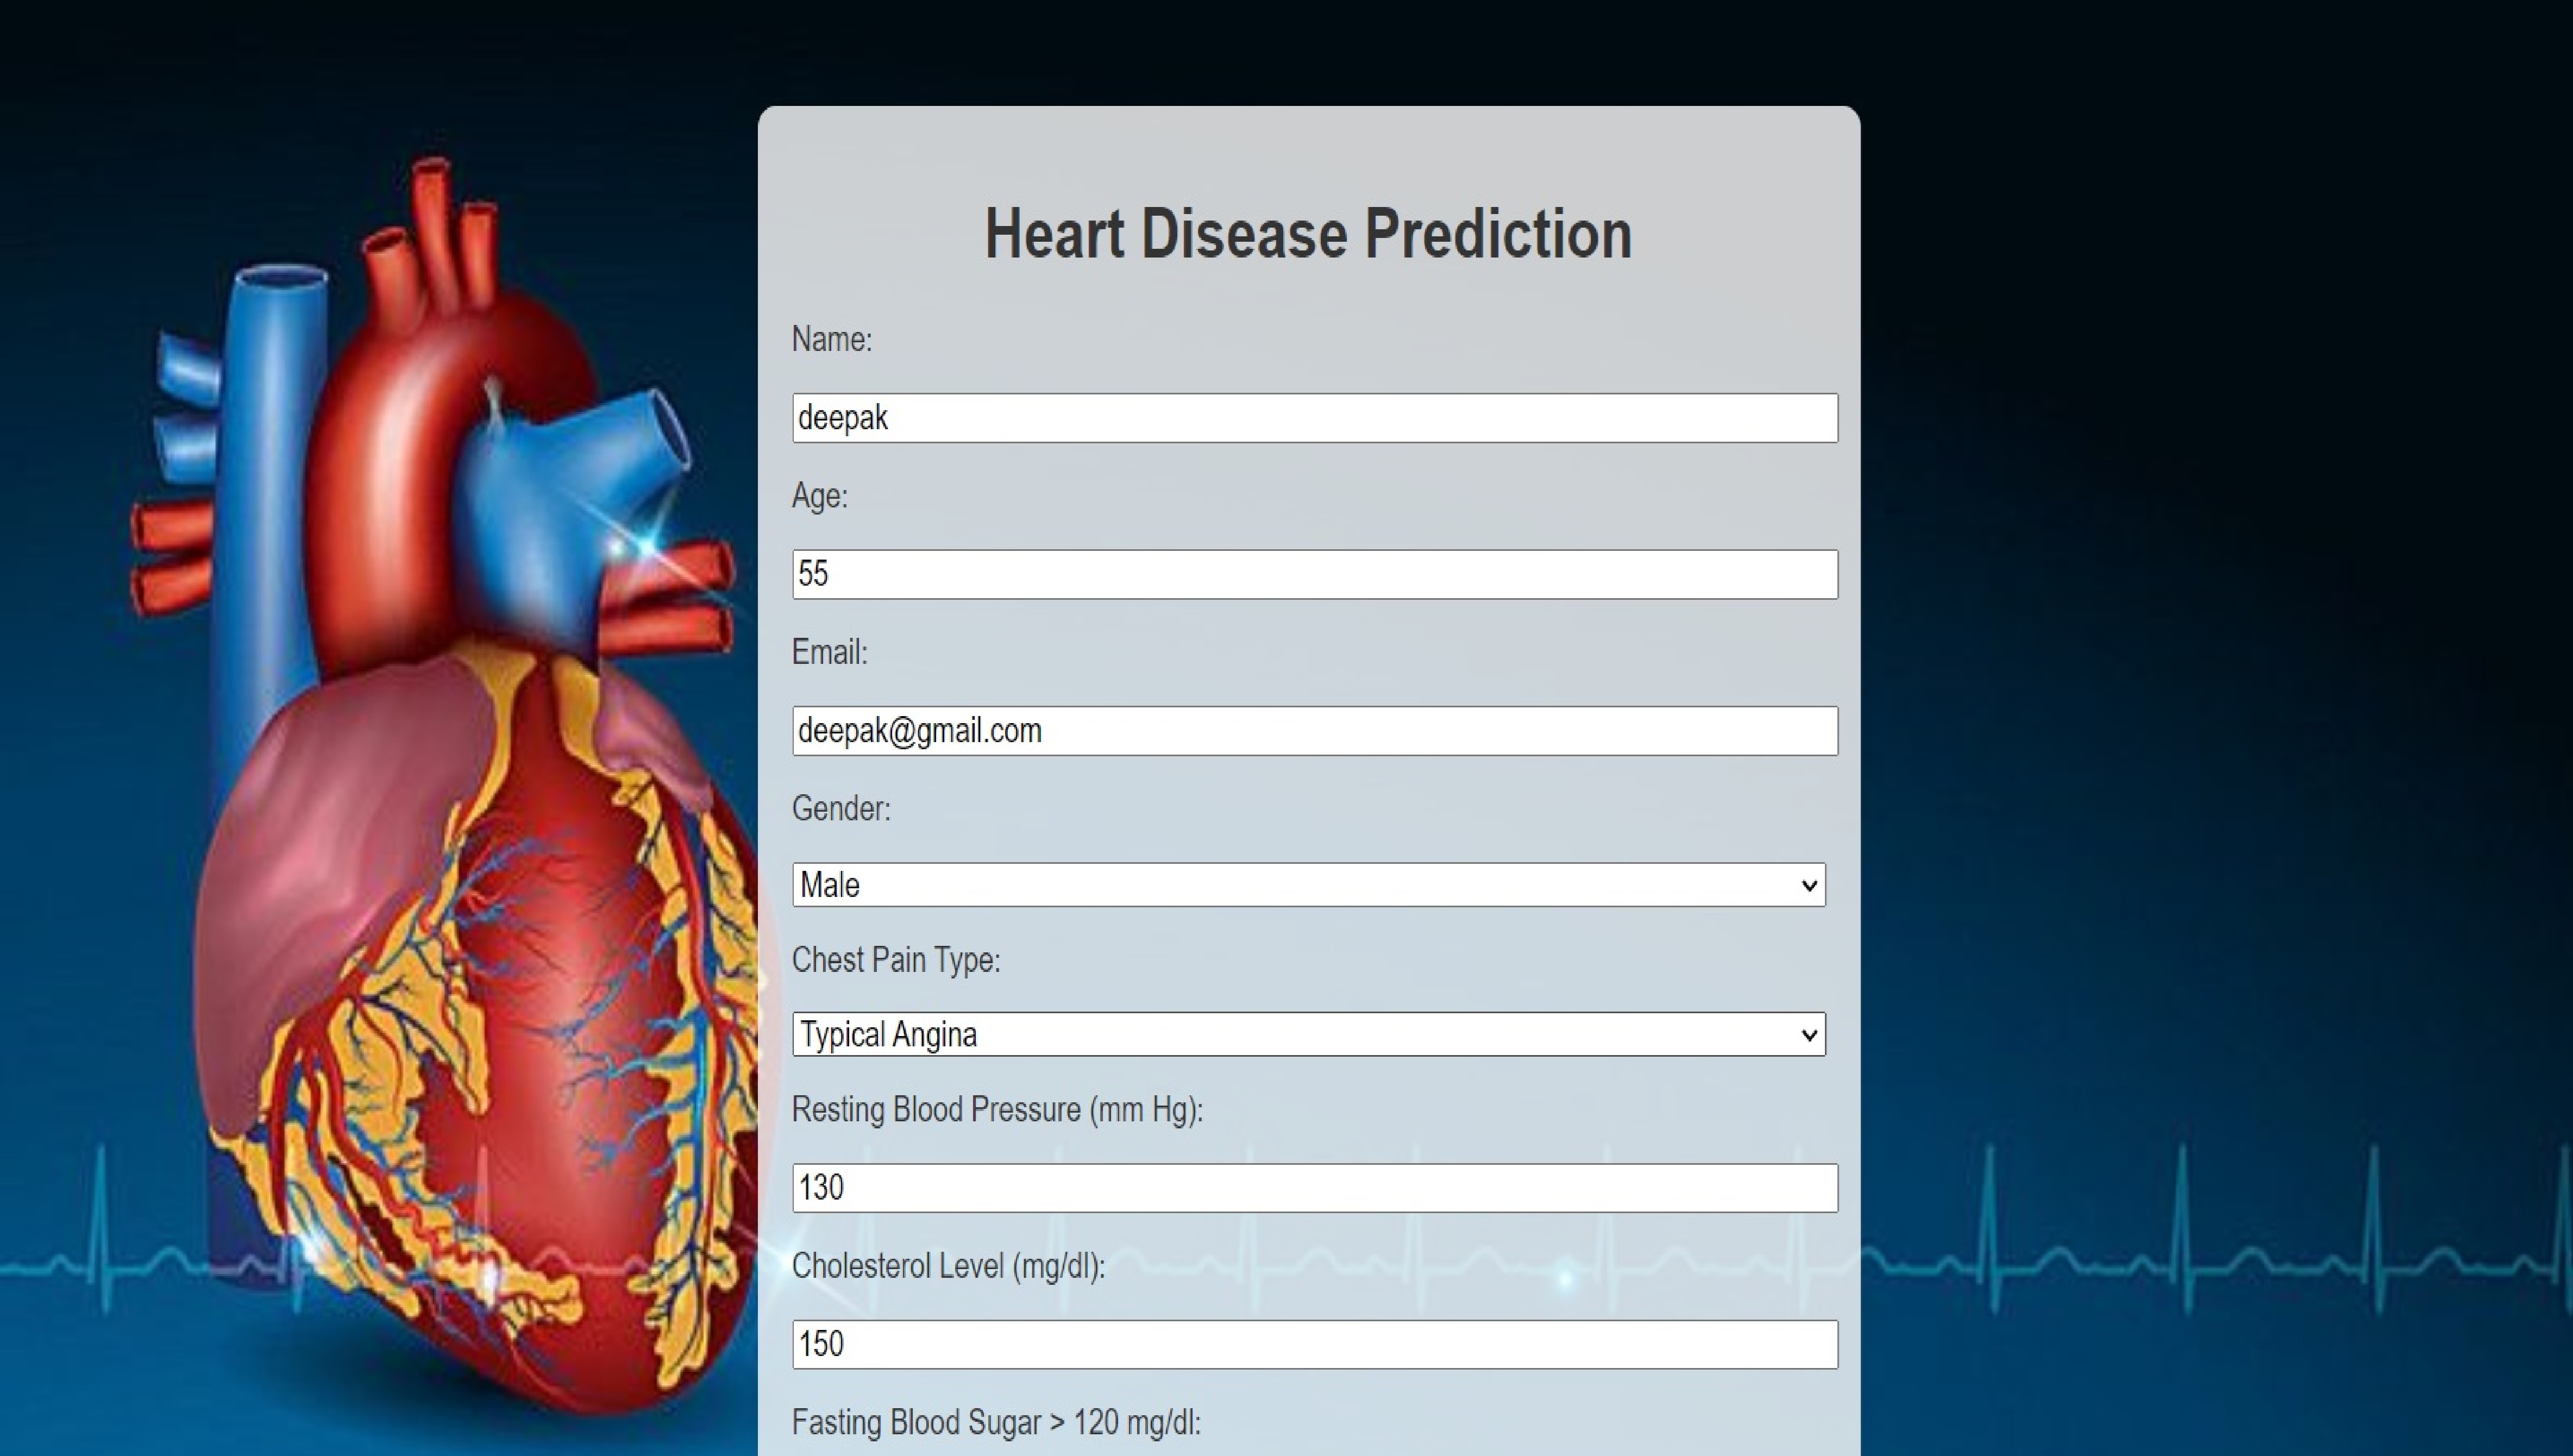 Heart Disease Prediction
Name:
deepak
Age:
55
Email:
deepak@gmail.com
Gender:
Male
Chest Pain Type:
Typical Angina
Resting Blood Pressure (mm Hg):
130
Cholesterol Level (mg/dl):
150
Fasting Blood Sugar > 120 mg/dl: